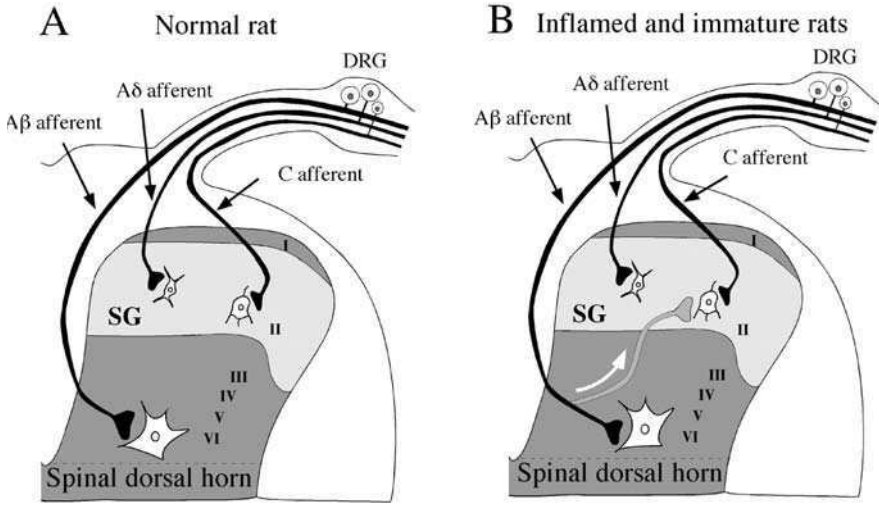 A
Normal rat
DRG
Aδ afferent
Aβ afferent
C afferent
I
SG
II
III
IV
V
VI
Spinal dorsal horn
B
Inflamed and immature rats
DRG
Aδ afferent
Aβ afferent
C afferent
I
SG
II
III
IV
V
VI
Spinal dorsal horn